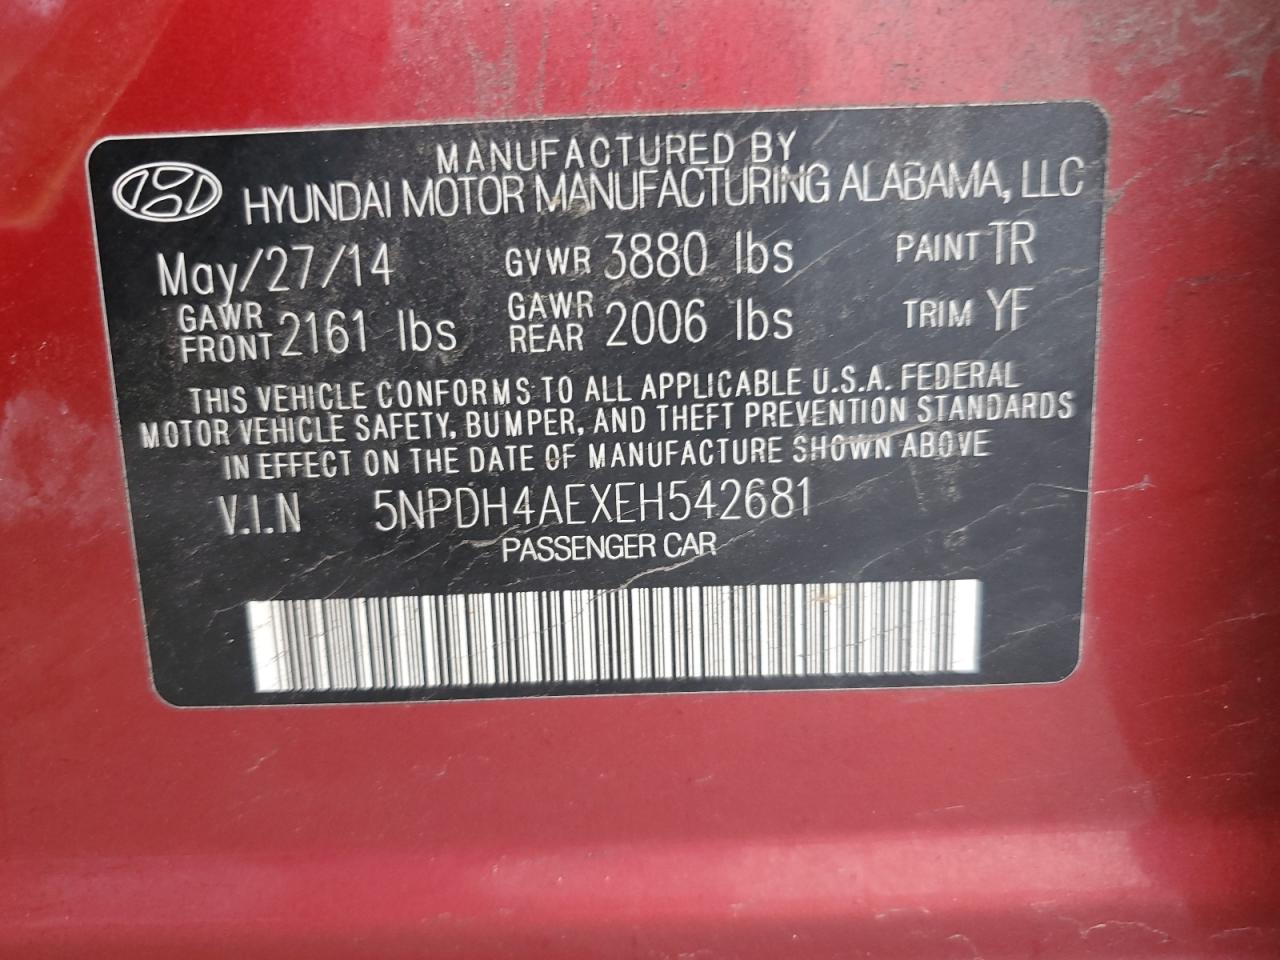 MANUFACTURED BY
HYUNDAI MOTOR MANUFACTURING ALABAMA, LLC
May/27/14 GVWR 3880 lbs PAINT TR
GAWR FRONT 2161 lbs GAWR REAR 2006 lbs TRIM YF
THIS VEHICLE CONFORMS TO ALL APPLICABLE U.S.A. FEDERAL
MOTOR VEHICLE SAFETY, BUMPER, AND THEFT PREVENTION STANDARDS
IN EFFECT ON THE DATE OF MANUFACTURE SHOWN ABOVE
V.I.N 5NPDH4AEXEH542681
PASSENGER CAR